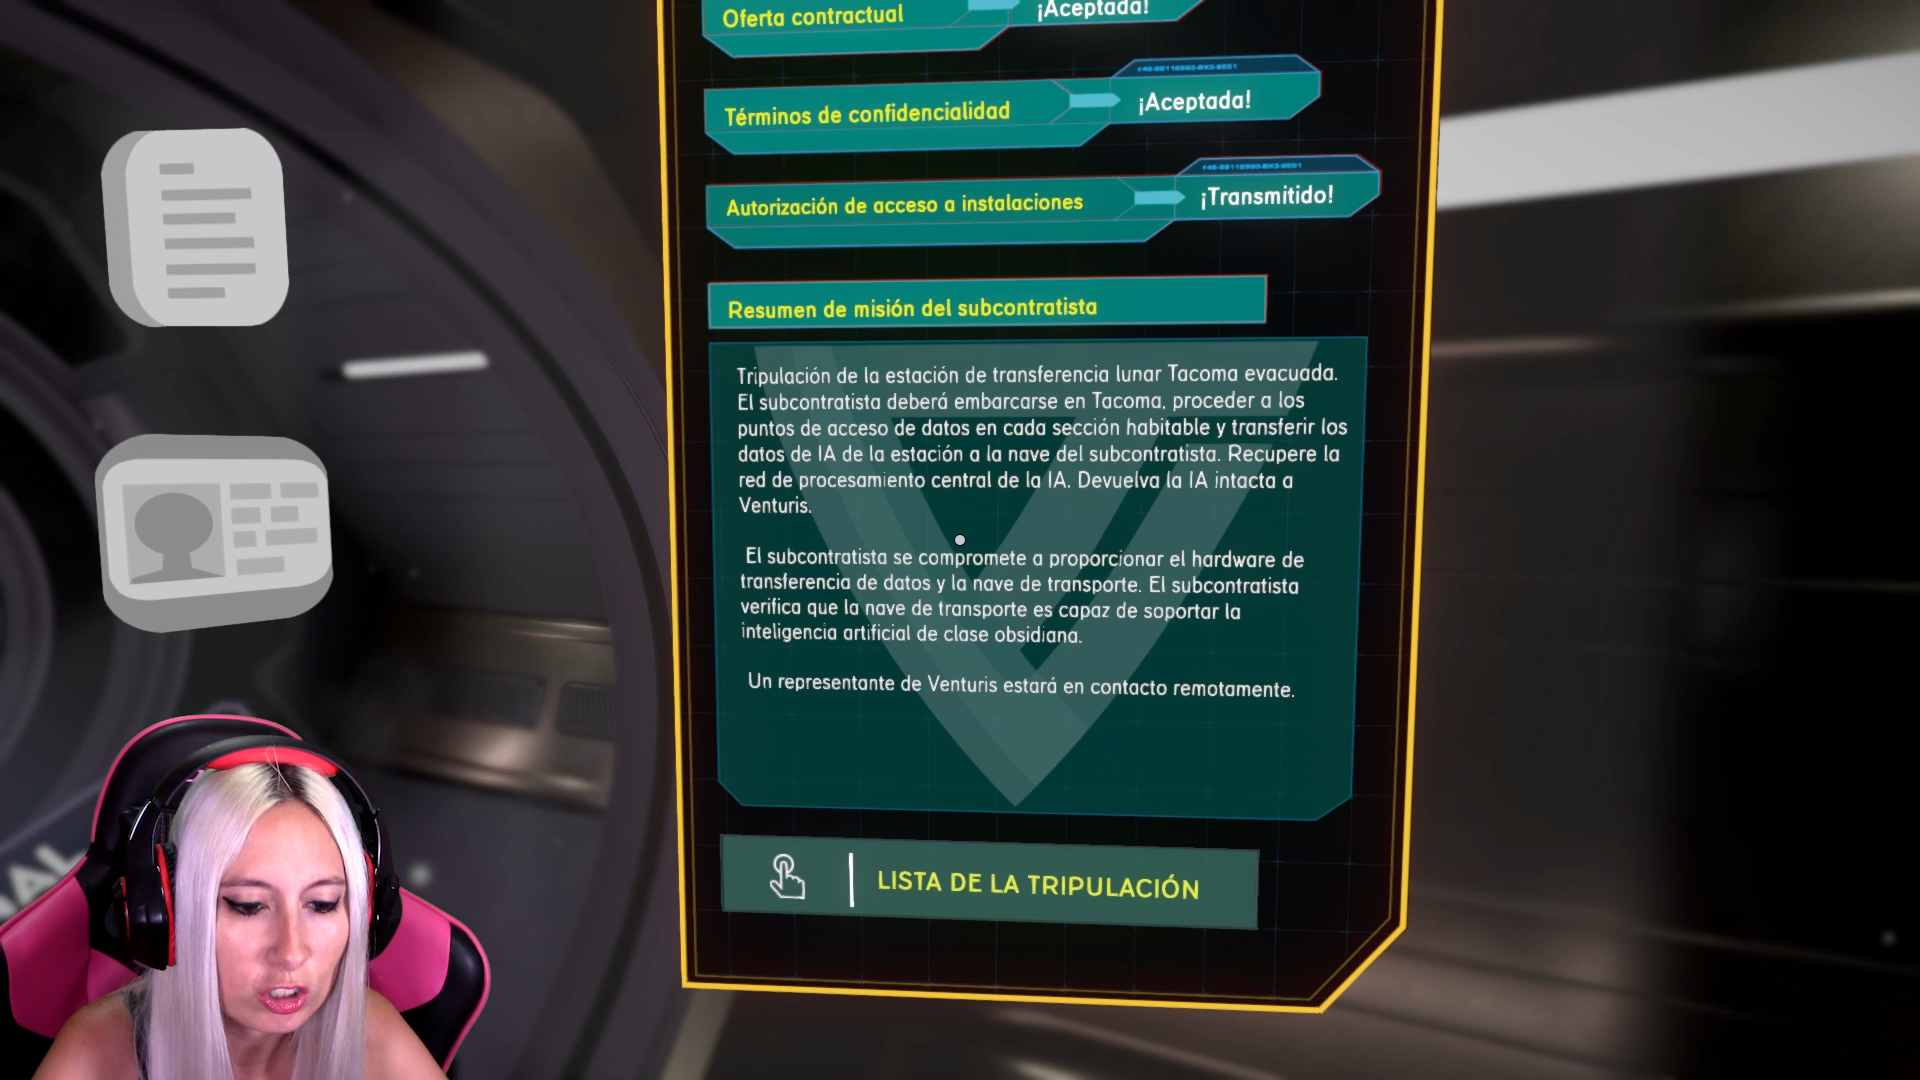 Oferta contractual
¡Aceptada!
Términos de confidencialidad
¡Aceptada!
Autorización de acceso a instalaciones
¡Transmitido!
Resumen de misión del subcontratista
Tripulación de la estación de transferencia lunar Tacoma evacuada.
El subcontratista deberá embarcarse en Tacoma, proceder a los
puntos de acceso de datos en cada sección habitable y transferir los
datos de IA de la estación a la nave del subcontratista. Recupere la
red de procesamiento central de la IA. Devuelva la IA intacta a
Venturis.
El subcontratista se compromete a proporcionar el hardware de
transferencia de datos y la nave de transporte. El subcontratista
verifica que la nave de transporte es capaz de soportar la
inteligencia artificial de clase obsidiana.
Un representante de Venturis estará en contacto remotamente.
LISTA DE LA TRIPULACIÓN